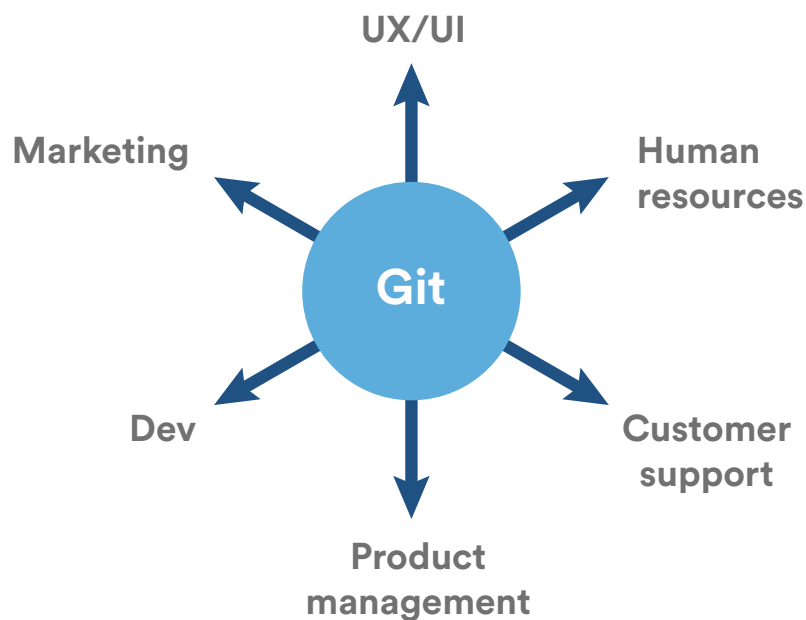 UX/UI
Marketing
Human
resources
Git
Dev
Customer
support
Product
management